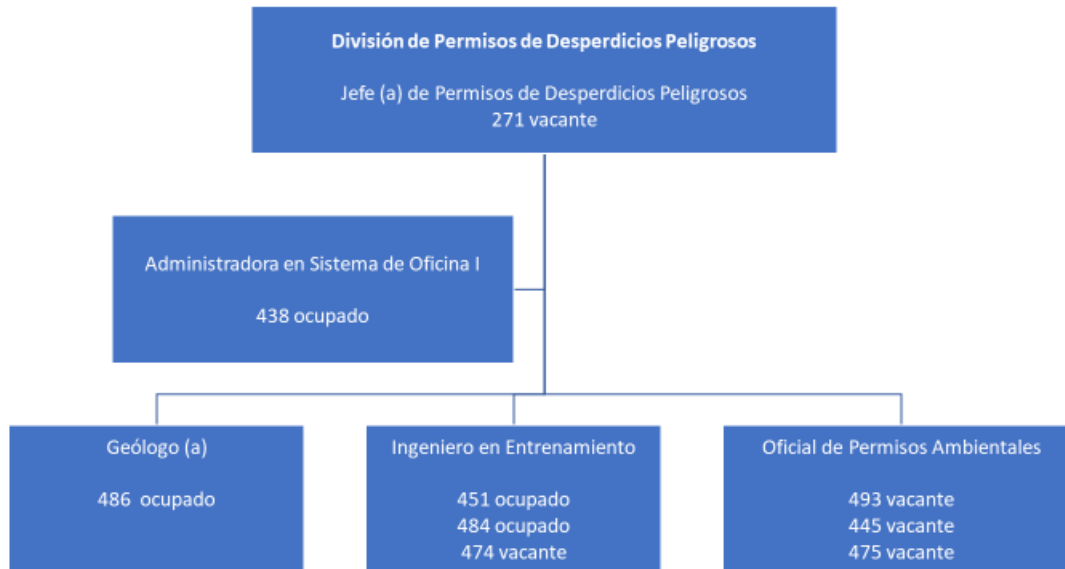 División de Permisos de Desperdicios Peligrosos
Jefe (a) de Permisos de Desperdicios Peligrosos
271 vacante
Administradora en Sistema de Oficina I
438 ocupado
Geólogo (a)
486 ocupado
Ingeniero en Entrenamiento
451 ocupado
484 ocupado
474 vacante
Oficial de Permisos Ambientales
493 vacante
445 vacante
475 vacante